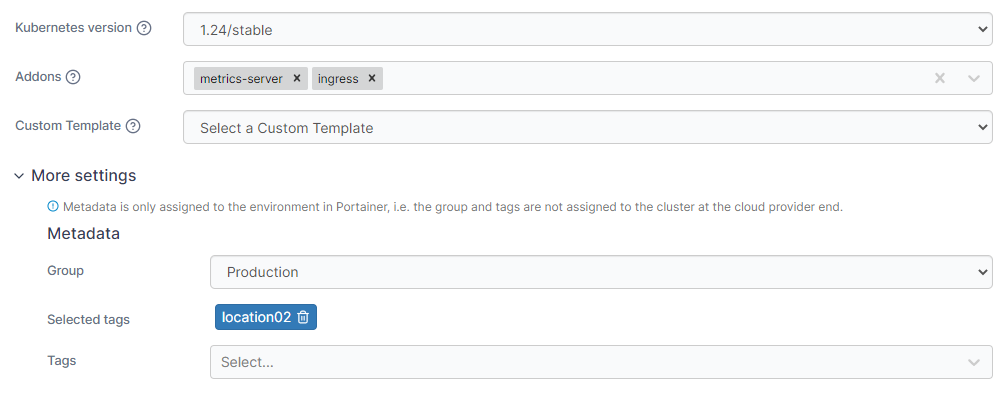 Kubernetes version
1.24/stable
Addons
metrics-server ingress
Custom Template
Select a Custom Template
More settings
Metadata is only assigned to the environment in Portainer, i.e. the group and tags are not assigned to the cluster at the cloud provider end.
Metadata
Group
Production
Selected tags
location02
Tags
Select...